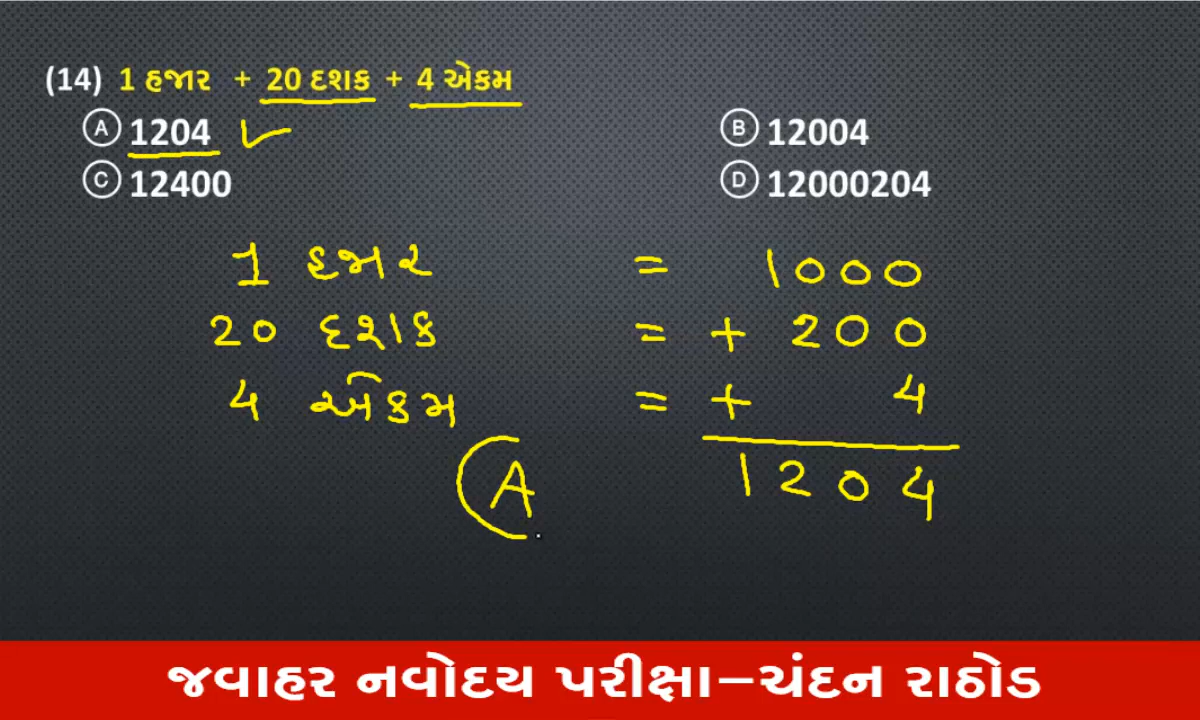 (14) 1 હજાર + 20 દશક + 4 એકમ
Ⓐ 1204 ✓ Ⓑ 12004
Ⓒ 12400 Ⓓ 12000204
1 હજાર = 1000
20 દશક = + 200
4 એકમ = + 4
A 1204
જવાહર નવોદય પરીક્ષા–ચંદન રાઠોડ